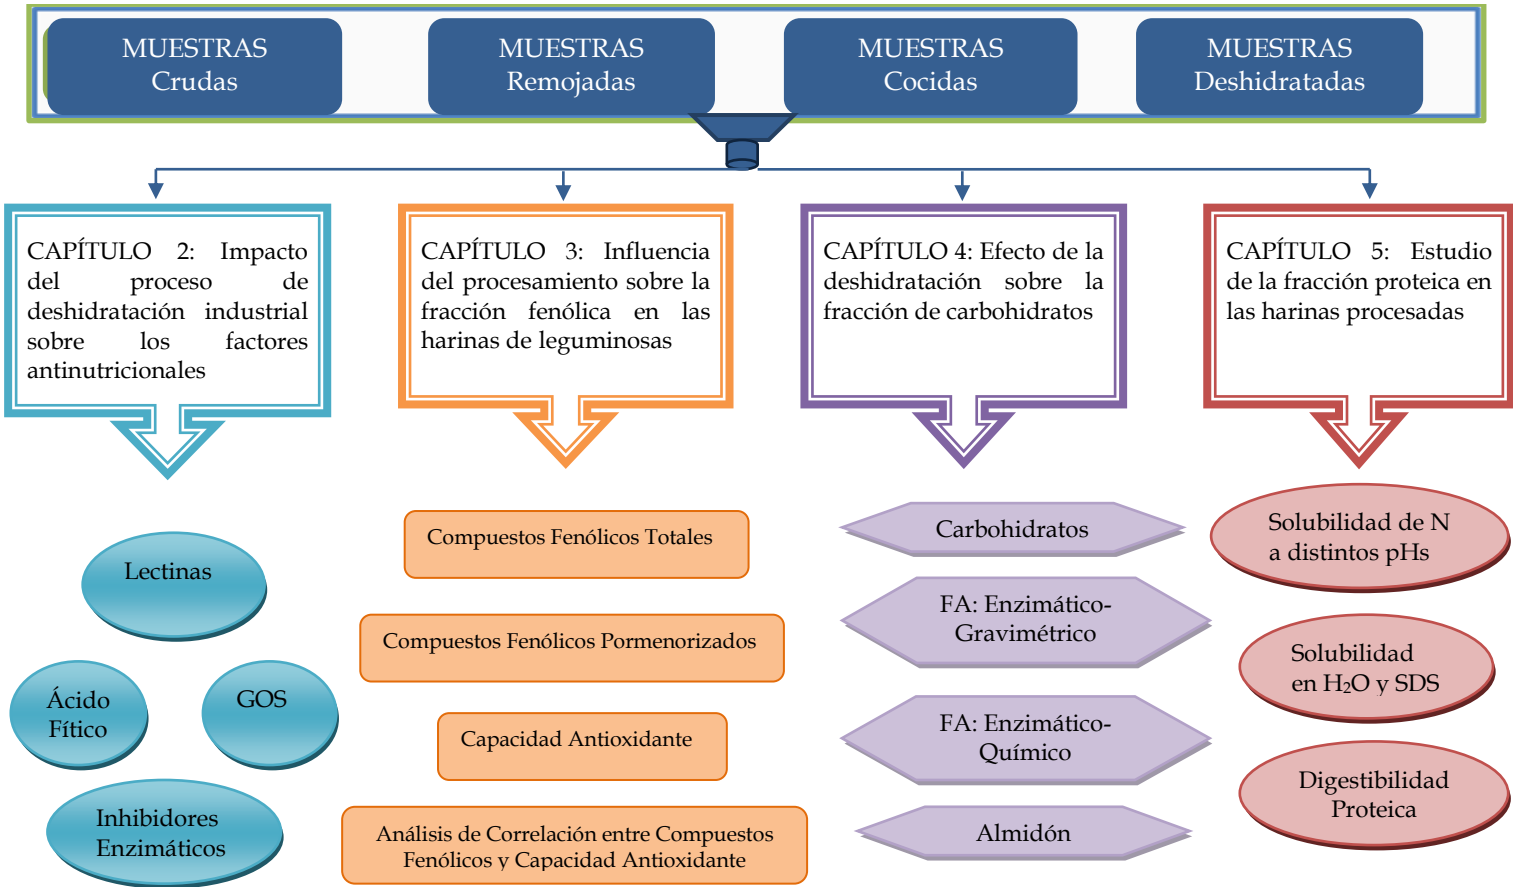 MUESTRAS
Crudas
MUESTRAS
Remojadas
MUESTRAS
Cocidas
MUESTRAS
Deshidratadas
CAPÍTULO 2: Impacto
del proceso de
deshidratación industrial
sobre los factores
antinutricionales
CAPÍTULO 3: Influencia
del procesamiento sobre la
fracción fenólica en las
harinas de leguminosas
CAPÍTULO 4: Efecto de la
deshidratación sobre la
fracción de carbohidratos
CAPÍTULO 5: Estudio
de la fracción proteica en
las harinas procesadas
Lectinas
Ácido
Fítico
GOS
Inhibidores
Enzimáticos
Compuestos Fenólicos Totales
Compuestos Fenólicos Pormenorizados
Capacidad Antioxidante
Análisis de Correlación entre Compuestos
Fenólicos y Capacidad Antioxidante
Carbohidratos
FA: Enzimático-
Gravimétrico
FA: Enzimático-
Químico
Almidón
Solubilidad de N
a distintos pHs
Solubilidad
en H₂O y SDS
Digestibilidad
Proteica